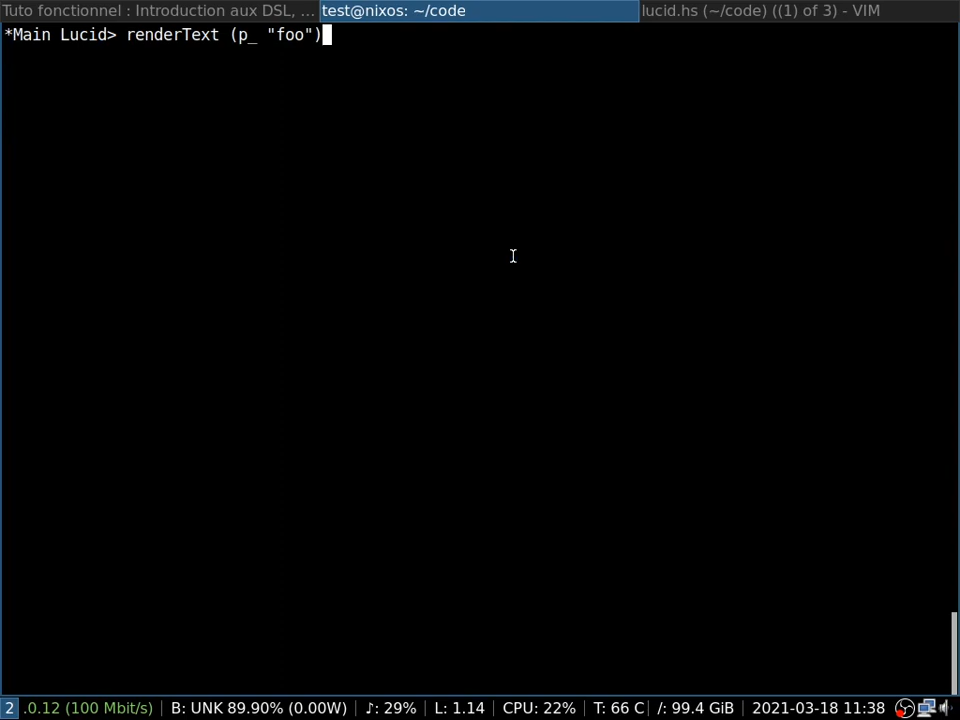 Tuto fonctionnel : Introduction aux DSL, ... test@nixos: ~/code lucid.hs (~/code) ((1) of 3) - VIM
*Main Lucid> renderText (p_ "foo")
2 .0.12 (100 Mbit/s) | B: UNK 89.90% (0.00W) | ♪: 29% | L: 1.14 | CPU: 22% | T: 66 C | /: 99.4 GiB | 2021-03-18 11:38